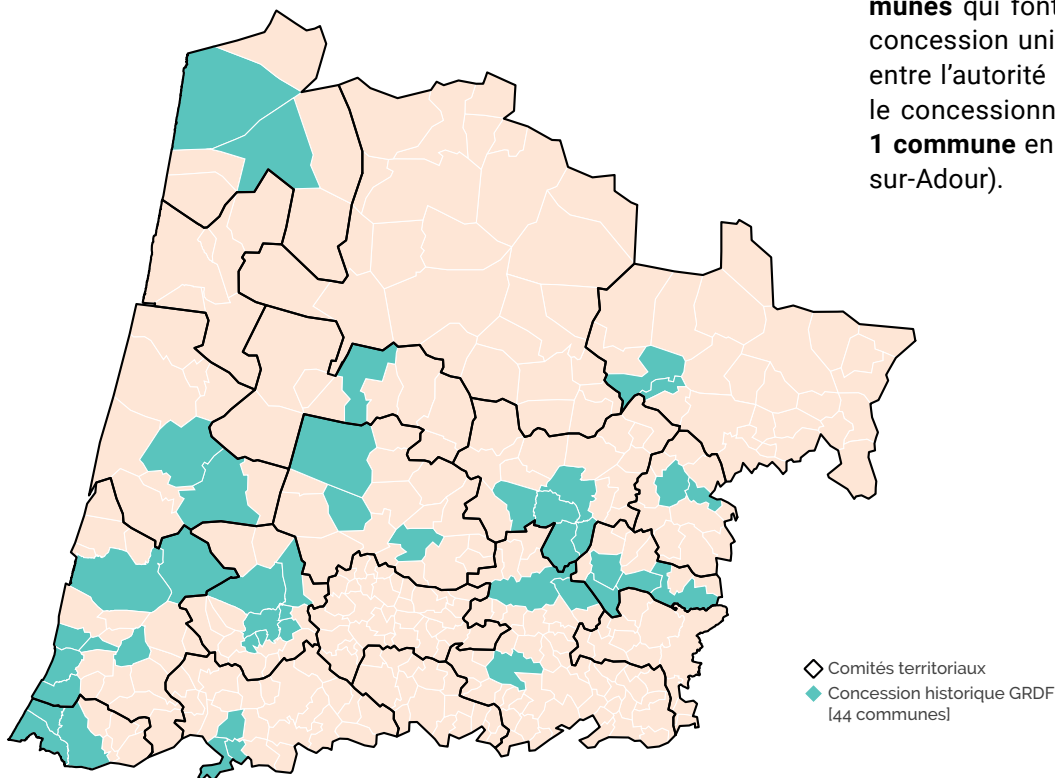 munes qui font
concession uni
entre l’autorité
le concessionn
1 commune en
sur-Adour).
Comités territoriaux
Concession historique GRDF
[44 communes]